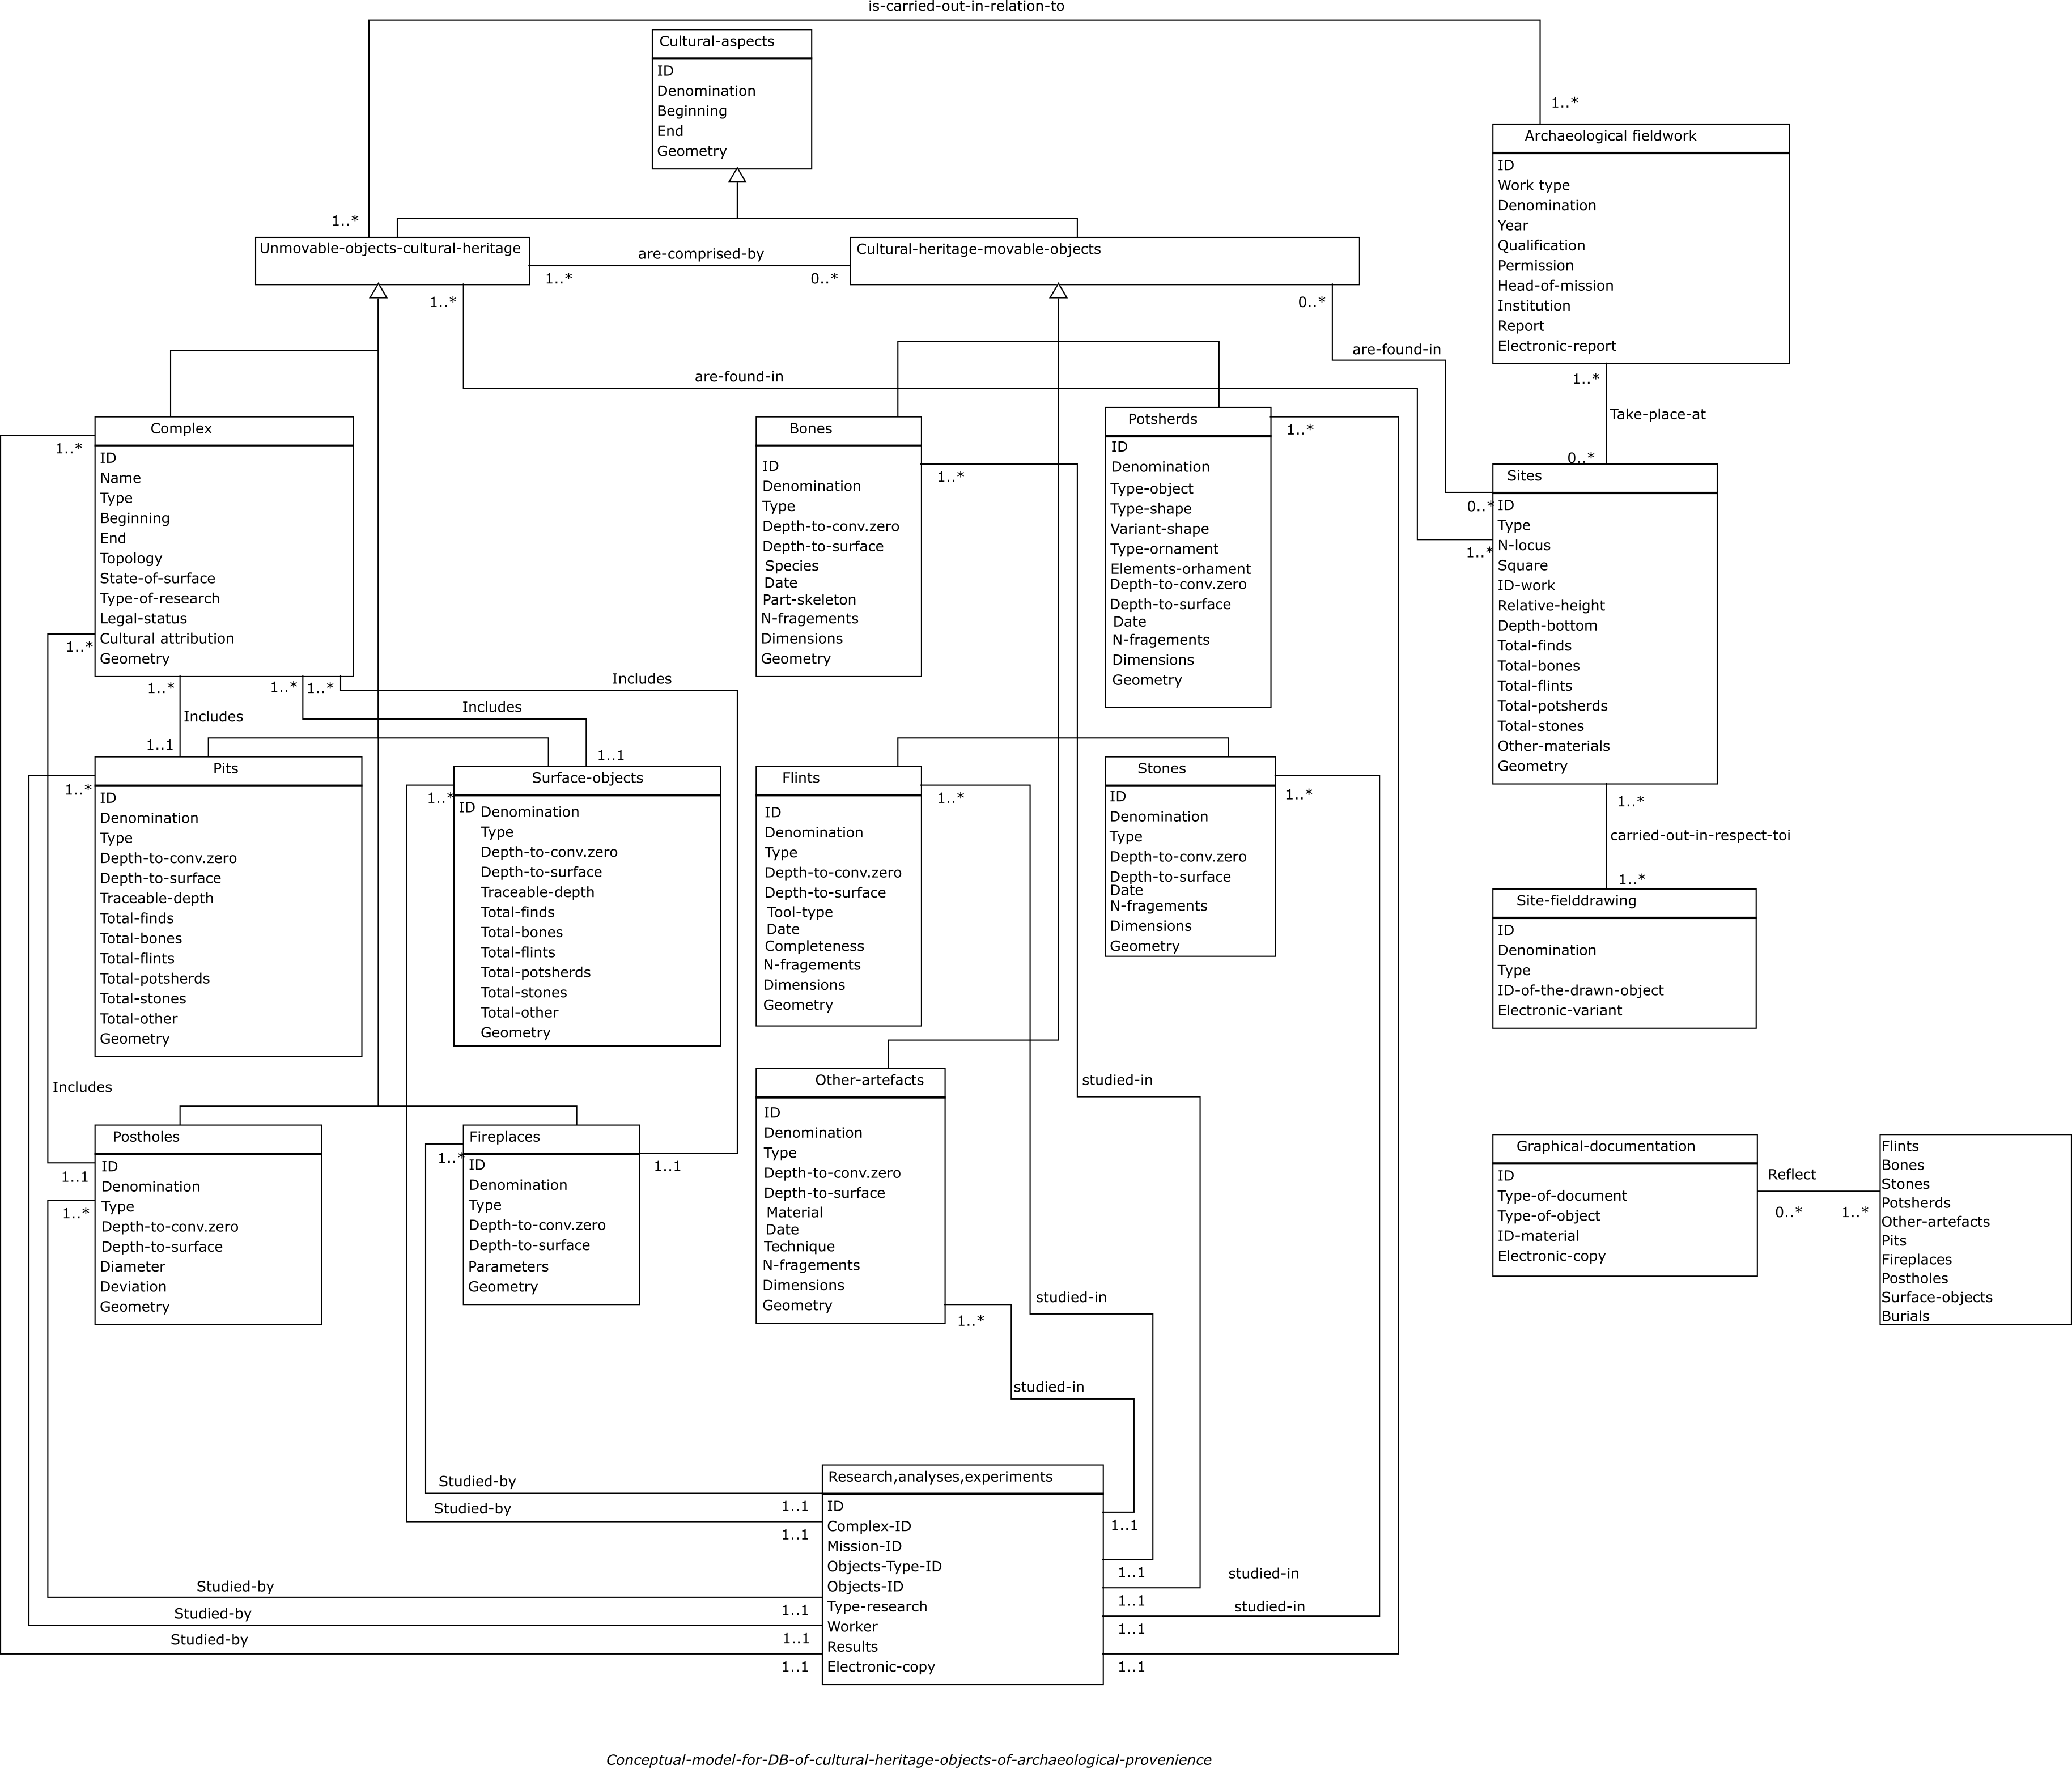 is-carried-out-in-relation-to
Cultural-aspects
ID
Denomination
Beginning
End
Geometry
1..*
Archaeological fieldwork
ID
Work type
Denomination
Year
Qualification
Permission
Head-of-mission
Institution
Report
Electronic-report
1..*
Unmovable-objects-cultural-heritage
are-comprised-by
1..*
0..*
Cultural-heritage-movable-objects
1..*
0..*
are-found-in
are-found-in
1..*
Take-place-at
0..*
Complex
1..*
ID
Name
Type
Beginning
End
Topology
State-of-surface
Type-of-research
Legal-status
Cultural attribution
Geometry
1..*
Bones
1..*
ID
Denomination
Type
Depth-to-conv.zero
Depth-to-surface
Species
Date
Part-skeleton
N-fragements
Dimensions
Geometry
Potsherds
1..*
ID
Denomination
Type-object
Type-shape
Variant-shape
Type-ornament
Elements-orhament
Depth-to-conv.zero
Depth-to-surface
Date
N-fragements
Dimensions
Geometry
Sites
0..*
1..*
ID
Type
N-locus
Square
ID-work
Relative-height
Depth-bottom
Total-finds
Total-bones
Total-flints
Total-potsherds
Total-stones
Other-materials
Geometry
1..*
1..*
1..*
Includes
Includes
Includes
1..1
1..1
Pits
1..*
ID
Denomination
Type
Depth-to-conv.zero
Depth-to-surface
Traceable-depth
Total-finds
Total-bones
Total-flints
Total-potsherds
Total-stones
Total-other
Geometry
Surface-objects
1..*
ID
Denomination
Type
Depth-to-conv.zero
Depth-to-surface
Traceable-depth
Total-finds
Total-bones
Total-flints
Total-potsherds
Total-stones
Total-other
Geometry
Flints
1..*
ID
Denomination
Type
Depth-to-conv.zero
Depth-to-surface
Tool-type
Date
Completeness
N-fragements
Dimensions
Geometry
Stones
1..*
ID
Denomination
Type
Depth-to-conv.zero
Depth-to-surface
Date
N-fragements
Dimensions
Geometry
1..*
carried-out-in-respect-toi
1..*
Site-fielddrawing
ID
Denomination
Type
ID-of-the-drawn-object
Electronic-variant
Includes
Postholes
1..1
1..*
ID
Denomination
Type
Depth-to-conv.zero
Depth-to-surface
Diameter
Deviation
Geometry
Fireplaces
1..*
1..1
ID
Denomination
Type
Depth-to-conv.zero
Depth-to-surface
Parameters
Geometry
Other-artefacts
ID
Denomination
Type
Depth-to-conv.zero
Depth-to-surface
Material
Date
Technique
N-fragements
Dimensions
Geometry
1..*
studied-in
studied-in
studied-in
Graphical-documentation
ID
Type-of-document
Type-of-object
ID-material
Electronic-copy
Reflect
0..*
1..*
Flints
Bones
Stones
Potsherds
Other-artefacts
Pits
Fireplaces
Postholes
Surface-objects
Burials
Studied-by
Studied-by
Studied-by
Studied-by
Studied-by
1..1
1..1
1..1
1..1
1..1
Research,analyses,experiments
ID
Complex-ID
Mission-ID
Objects-Type-ID
Objects-ID
Type-research
Worker
Results
Electronic-copy
1..1
1..1
1..1
1..1
1..1
studied-in
studied-in
Conceptual-model-for-DB-of-cultural-heritage-objects-of-archaeological-provenience